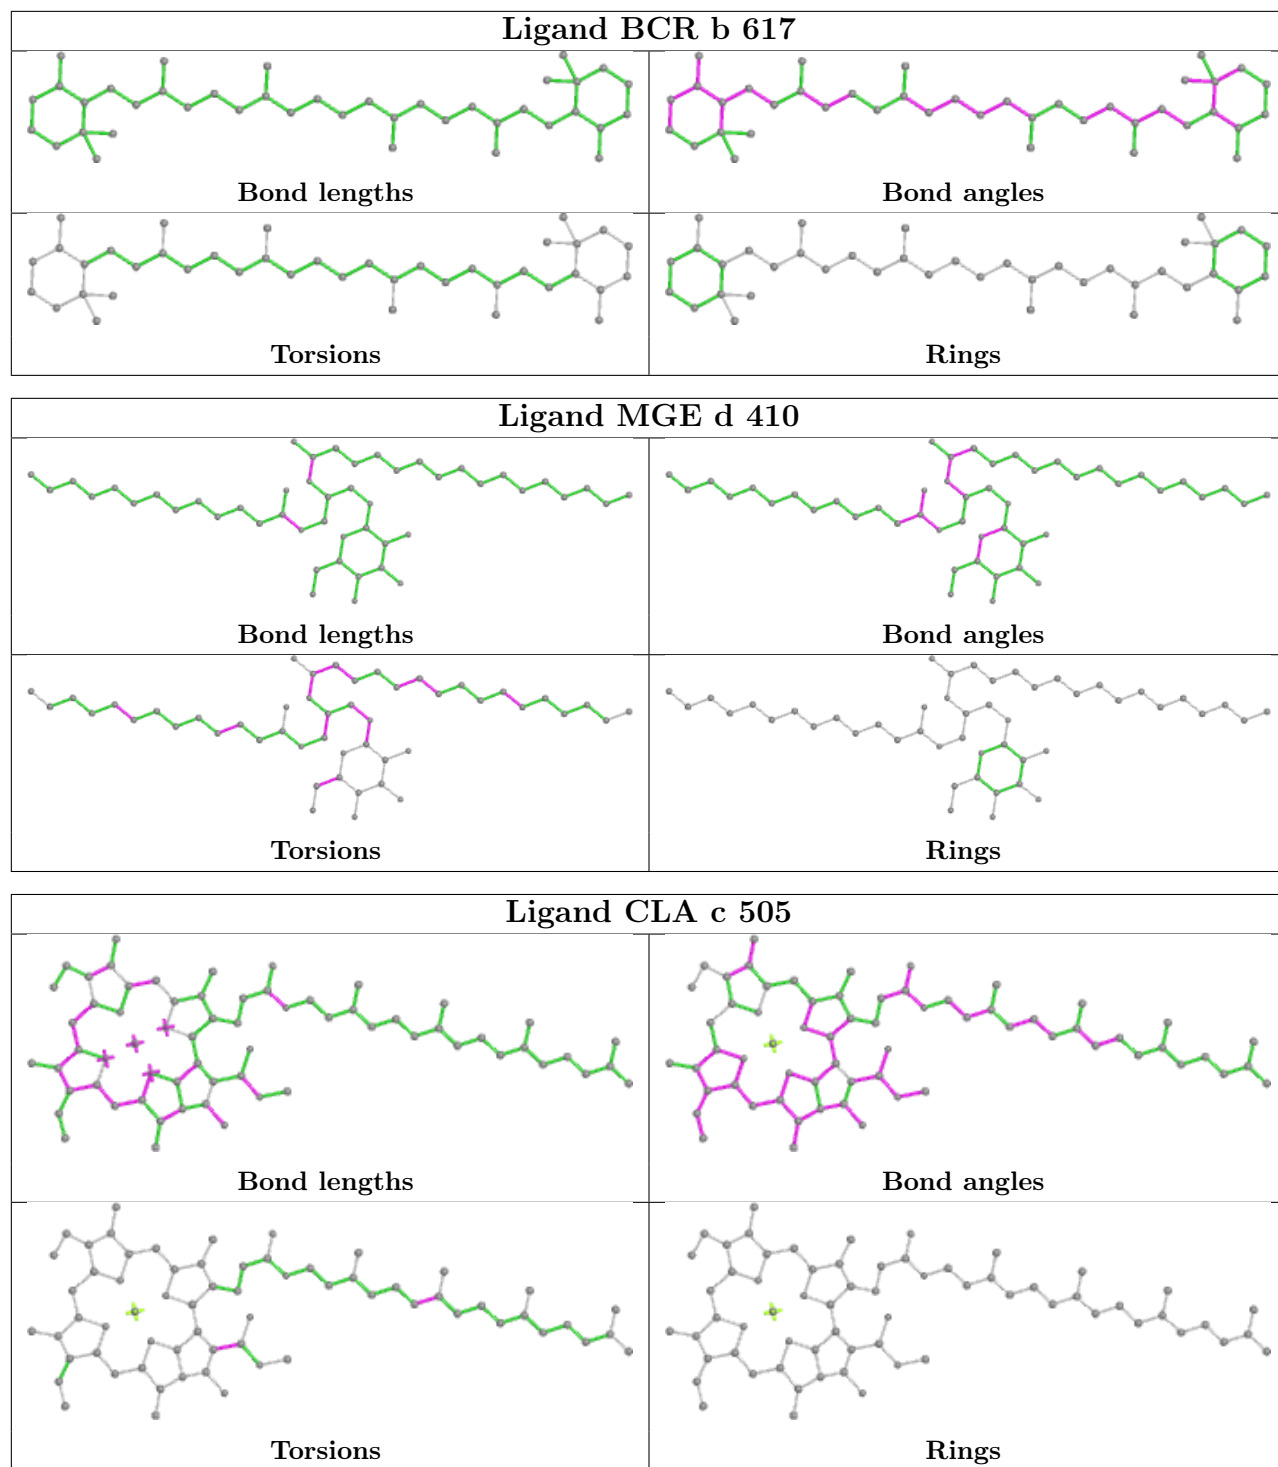 Ligand BCR b 617
Bond lengths
Bond angles
Torsions
Rings
Ligand MGE d 410
Bond lengths
Bond angles
Torsions
Rings
Ligand CLA c 505
Bond lengths
Bond angles
Torsions
Rings